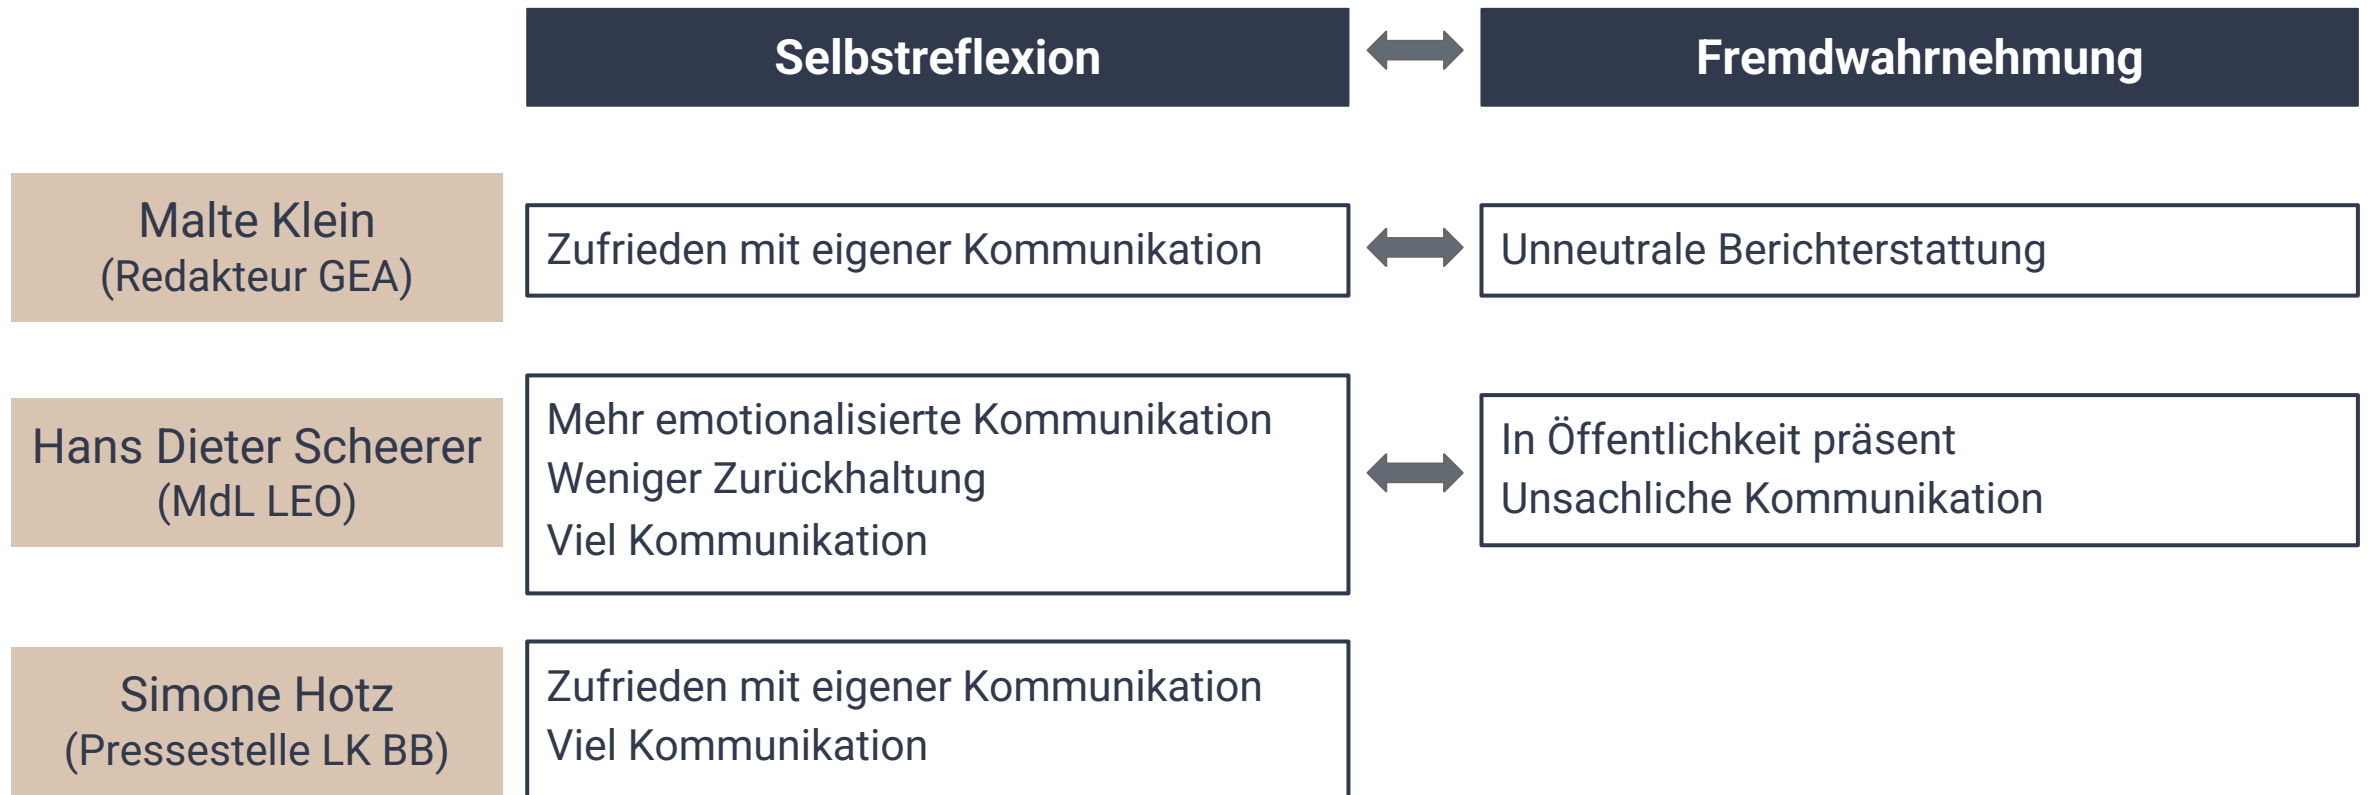 Selbstreflexion
Fremdwahrnehmung
Malte Klein
(Redakteur GEA)
Zufrieden mit eigener Kommunikation
Unneutrale Berichterstattung
Hans Dieter Scheerer
(MdL LEO)
Mehr emotionalisierte Kommunikation
Weniger Zurückhaltung
Viel Kommunikation
In Öffentlichkeit präsent
Unsachliche Kommunikation
Simone Hotz
(Pressestelle LK BB)
Zufrieden mit eigener Kommunikation
Viel Kommunikation